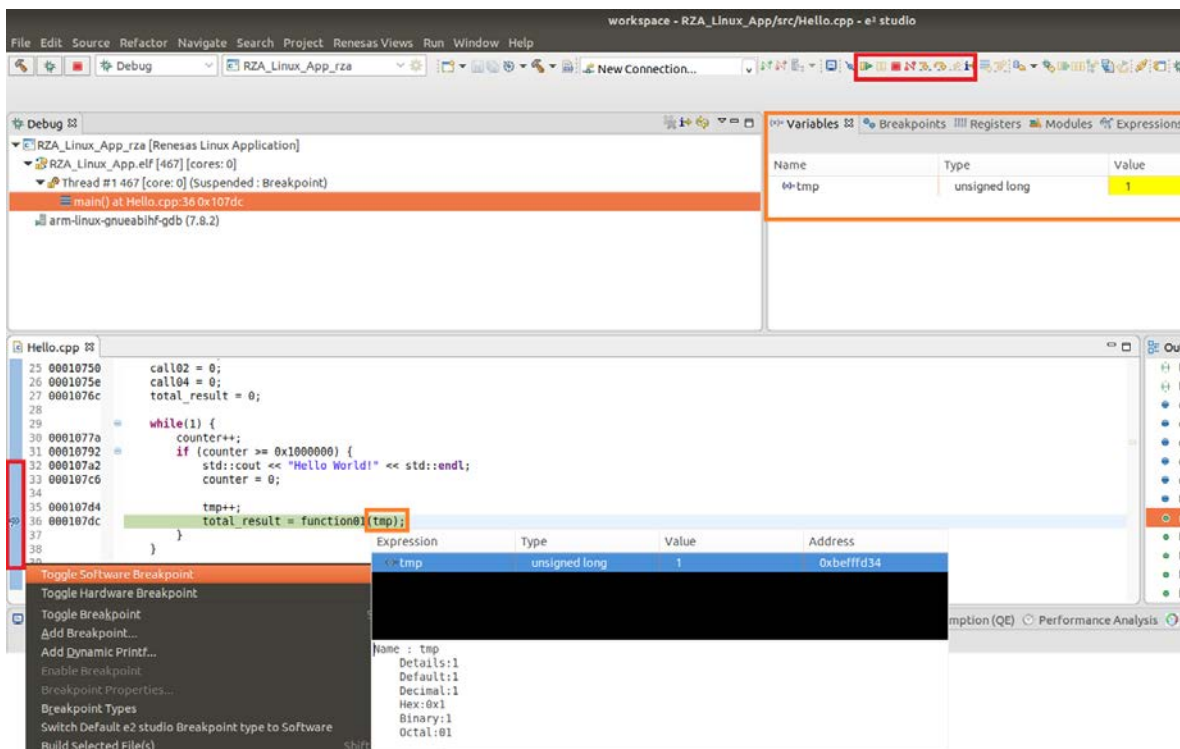 workspace - RZA_Linux_App/src/Hello.cpp - e² studio
File Edit Source Refactor Navigate Search Project Renesas Views Run Window Help
Debug RZA_Linux_App_rza New Connection...
Debug
RZA_Linux_App_rza [Renesas Linux Application]
RZA_Linux_App.elf [467] [cores: 0]
Thread #1 467 [core: 0] (Suspended : Breakpoint)
main() at Hello.cpp:36 0x107dc
arm-linux-gnueabihf-gdb (7.8.2)
Variables Breakpoints Registers Modules Expressions
Name Type Value
tmp unsigned long 1
Hello.cpp
25 00010750 call02 = 0;
26 0001075e call04 = 0;
27 0001076c total_result = 0;
28
29 while(1) {
30 0001077a counter++;
31 00010792 if (counter >= 0x1000000) {
32 000107a2 std::cout << "Hello World!" << std::endl;
33 000107c6 counter = 0;
34
35 000107d4 tmp++;
36 000107dc total_result = function01(tmp);
37 }
38 }
39
Ou
Expression Type Value Address
tmp unsigned long 1 0xbefffd34
Name : tmp
Details:1
Default:1
Decimal:1
Hex:0x1
Binary:1
Octal:01
Toggle Software Breakpoint
Toggle Hardware Breakpoint
Toggle Breakpoint
Add Breakpoint...
Add Dynamic Printf...
Enable Breakpoint
Breakpoint Properties...
Breakpoint Types
Switch Default e2 studio Breakpoint type to Software
Build Selected File(s) Shift
mption (QE) Performance Analysis